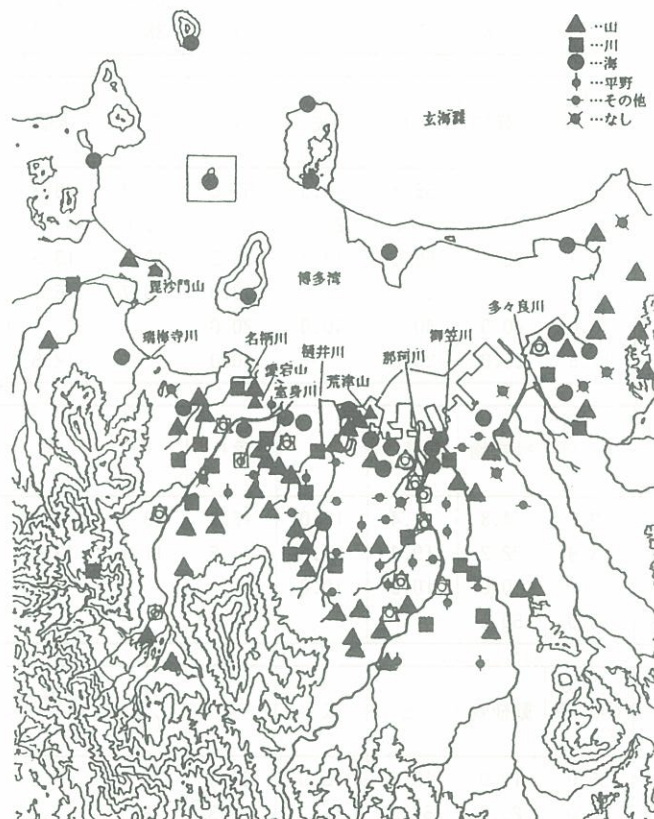 ▲…山
■…川
●…海
…平野
…その他
…なし
玄海灘
博多湾
毘沙門山
多々良川
瑞梅寺川
名柄川
樋井川
御笠川
那珂川
愛宕山
荒津山
室見川